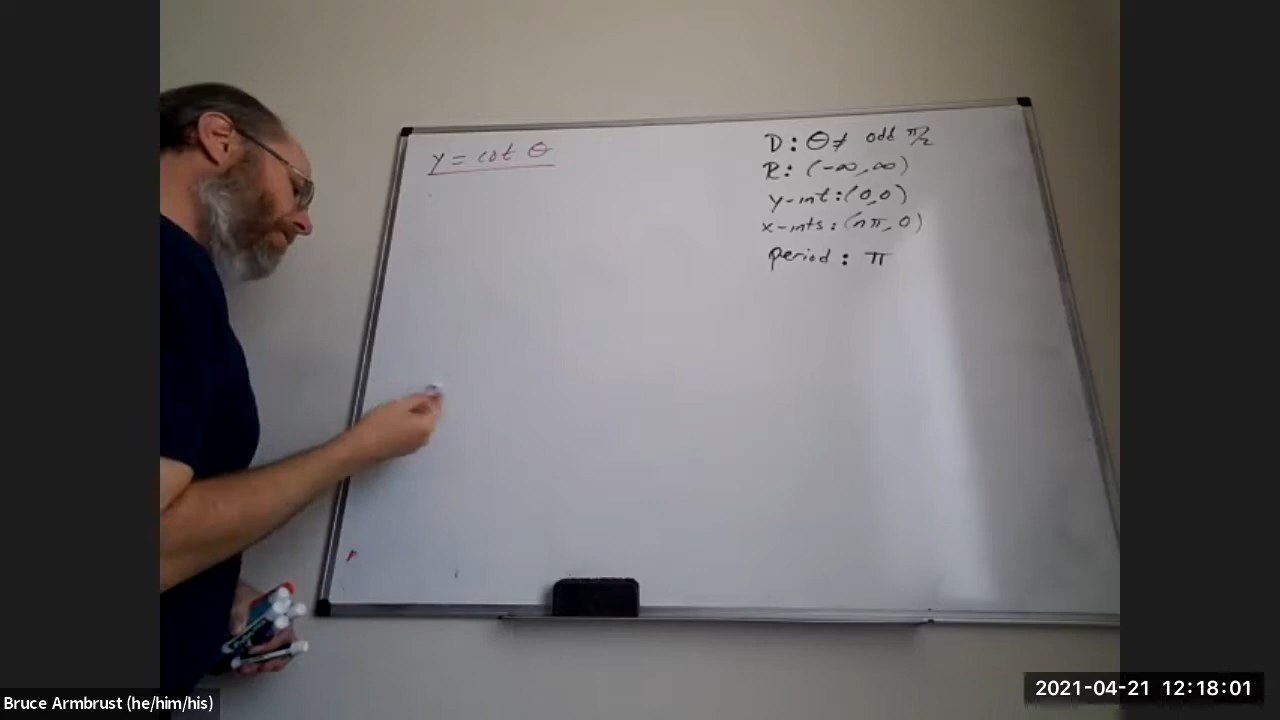 y = cot θ
D: θ ≠ odd π/2
R: (-∞, ∞)
y-int: (0,0)
x-ints: (nπ, 0)
period: π
Bruce Armbrust (he/him/his)
2021-04-21 12:18:01